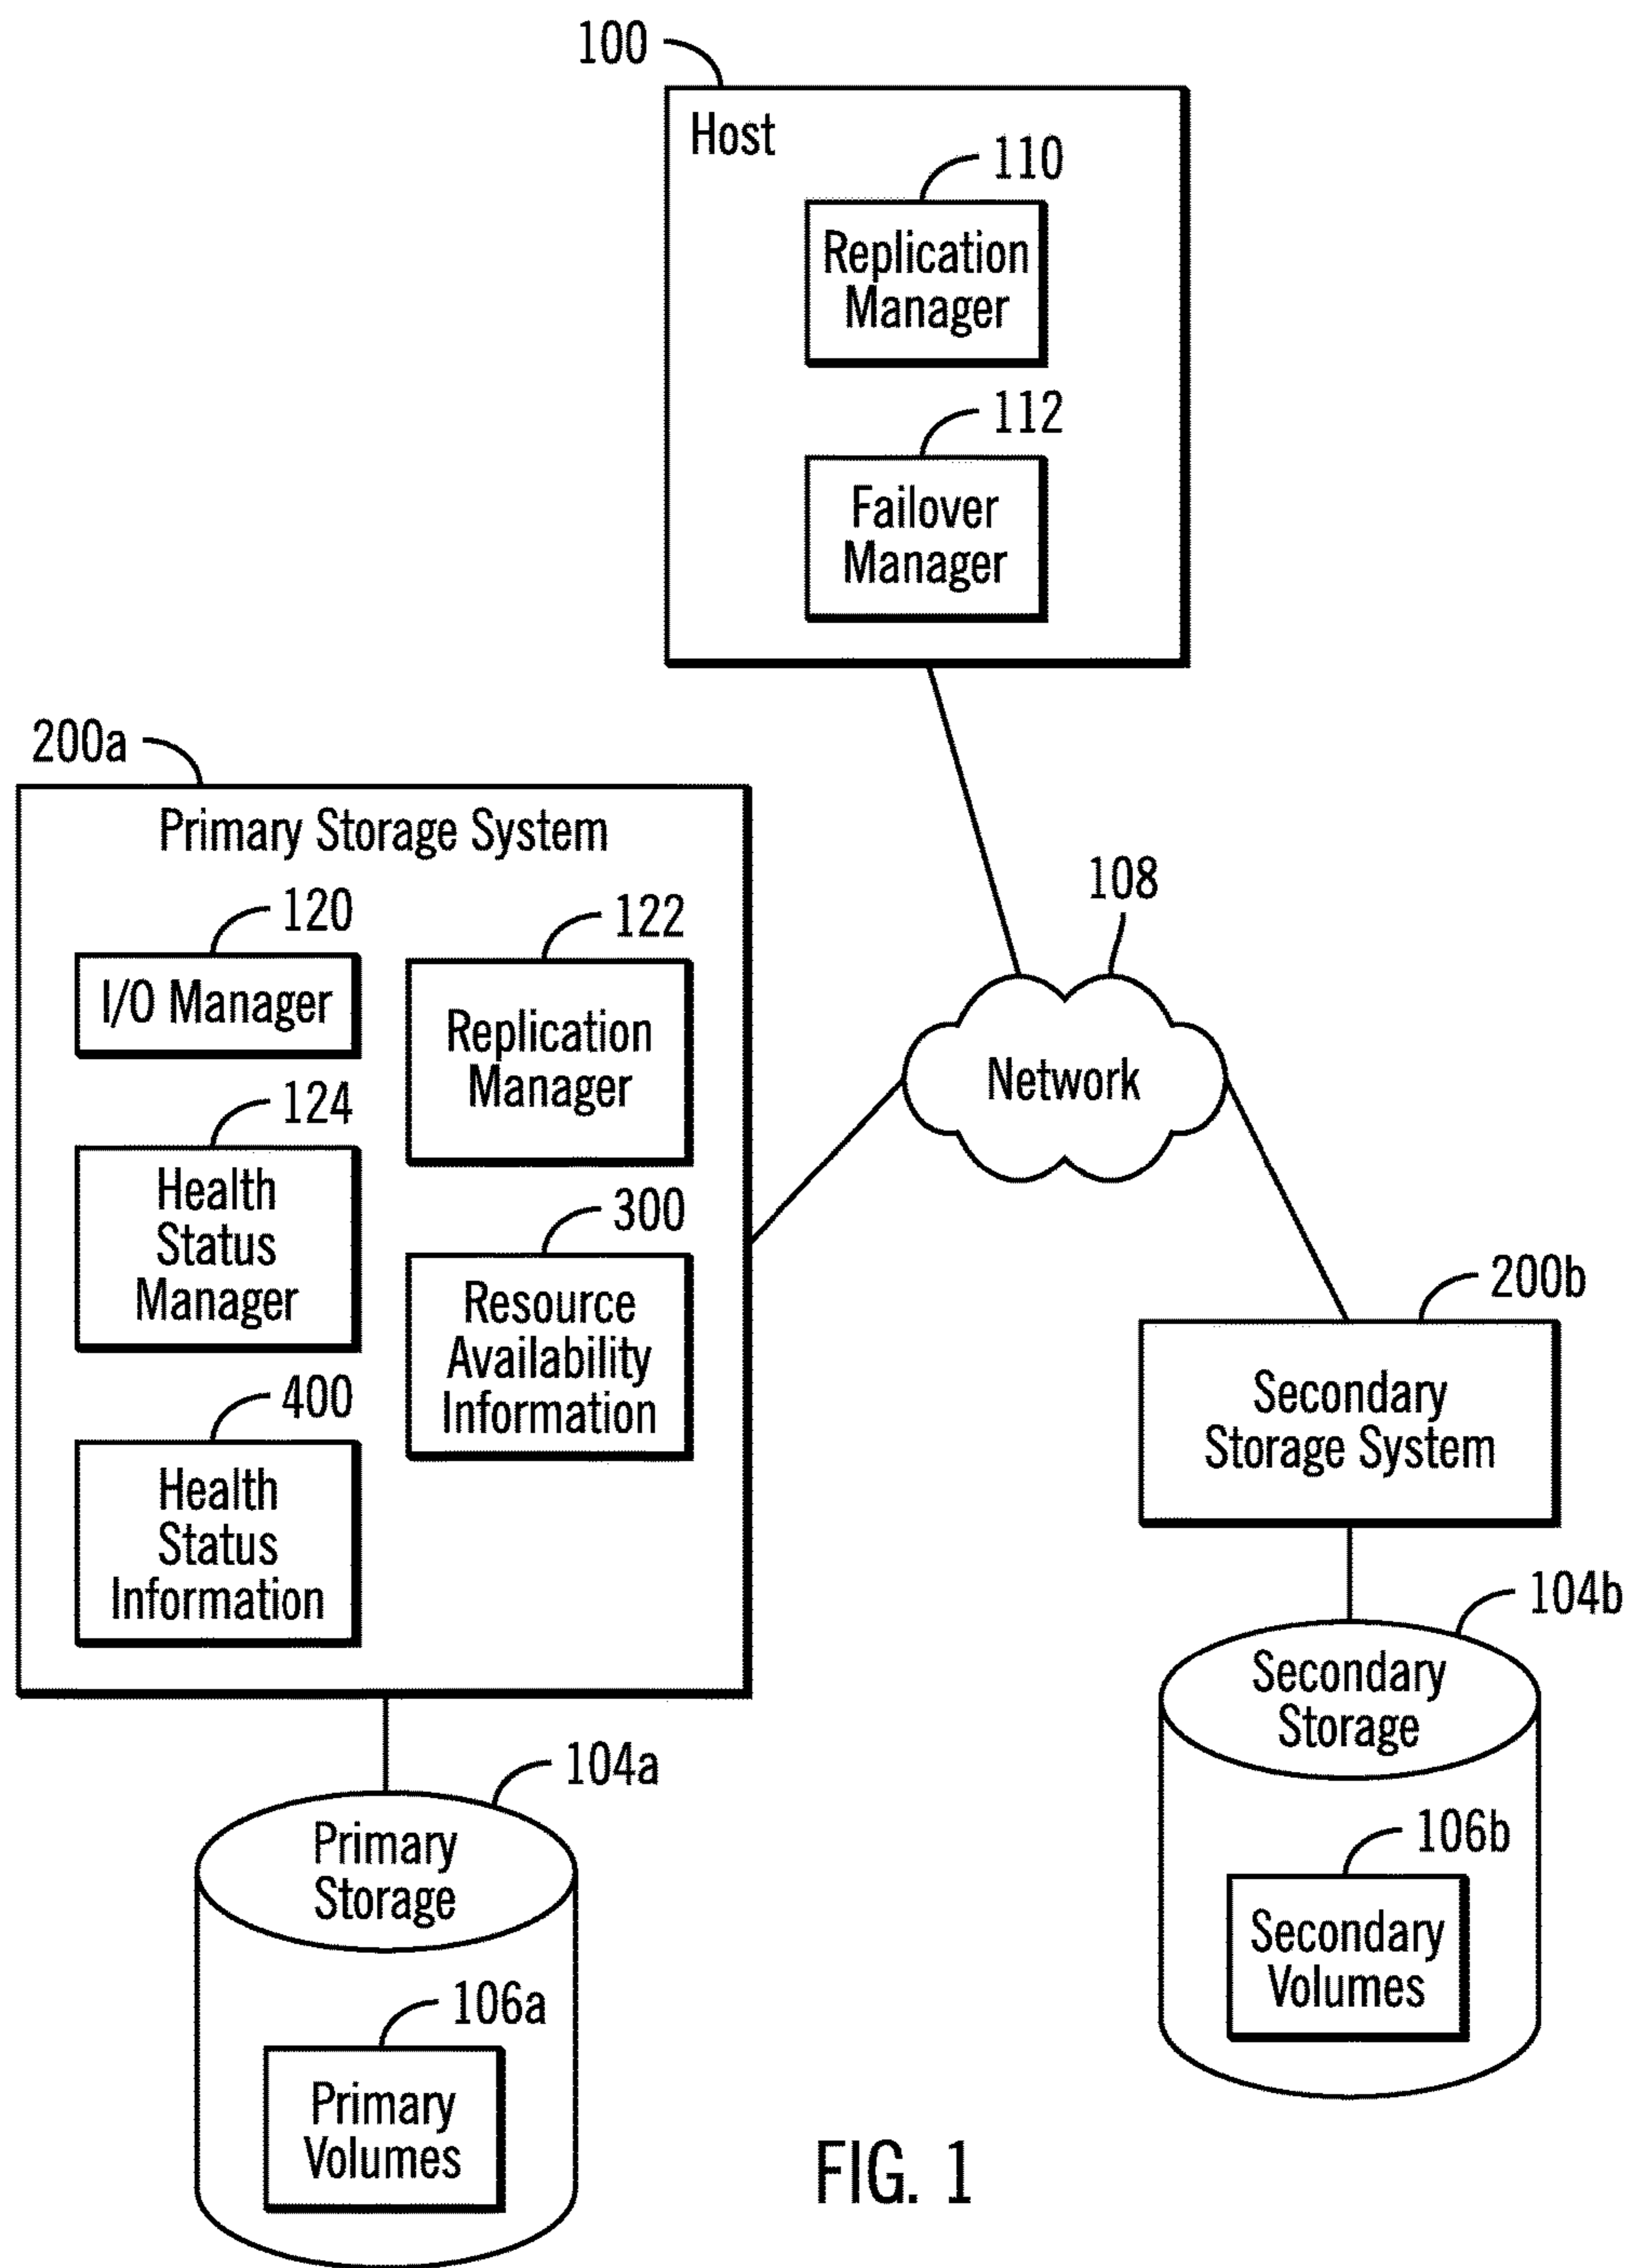 100
Host
110
Replication
Manager
112
Failover
Manager
200a
Primary Storage System
120
I/O Manager
122
Replication
Manager
124
Health
Status
Manager
300
Resource
Availability
Information
400
Health
Status
Information
108
Network
200b
Secondary
Storage System
104b
Secondary
Storage
106b
Secondary
Volumes
104a
Primary
Storage
106a
Primary
Volumes
FIG. 1